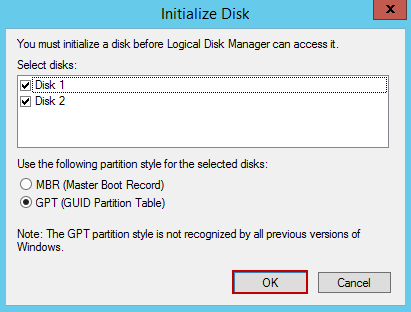 Initialize Disk
x
You must initialize a disk before Logical Disk Manager can access it.
Select disks:
Disk 1
Disk 2
Use the following partition style for the selected disks:
MBR (Master Boot Record)
GPT (GUID Partition Table)
Note: The GPT partition style is not recognized by all previous versions of
Windows.
OK
Cancel